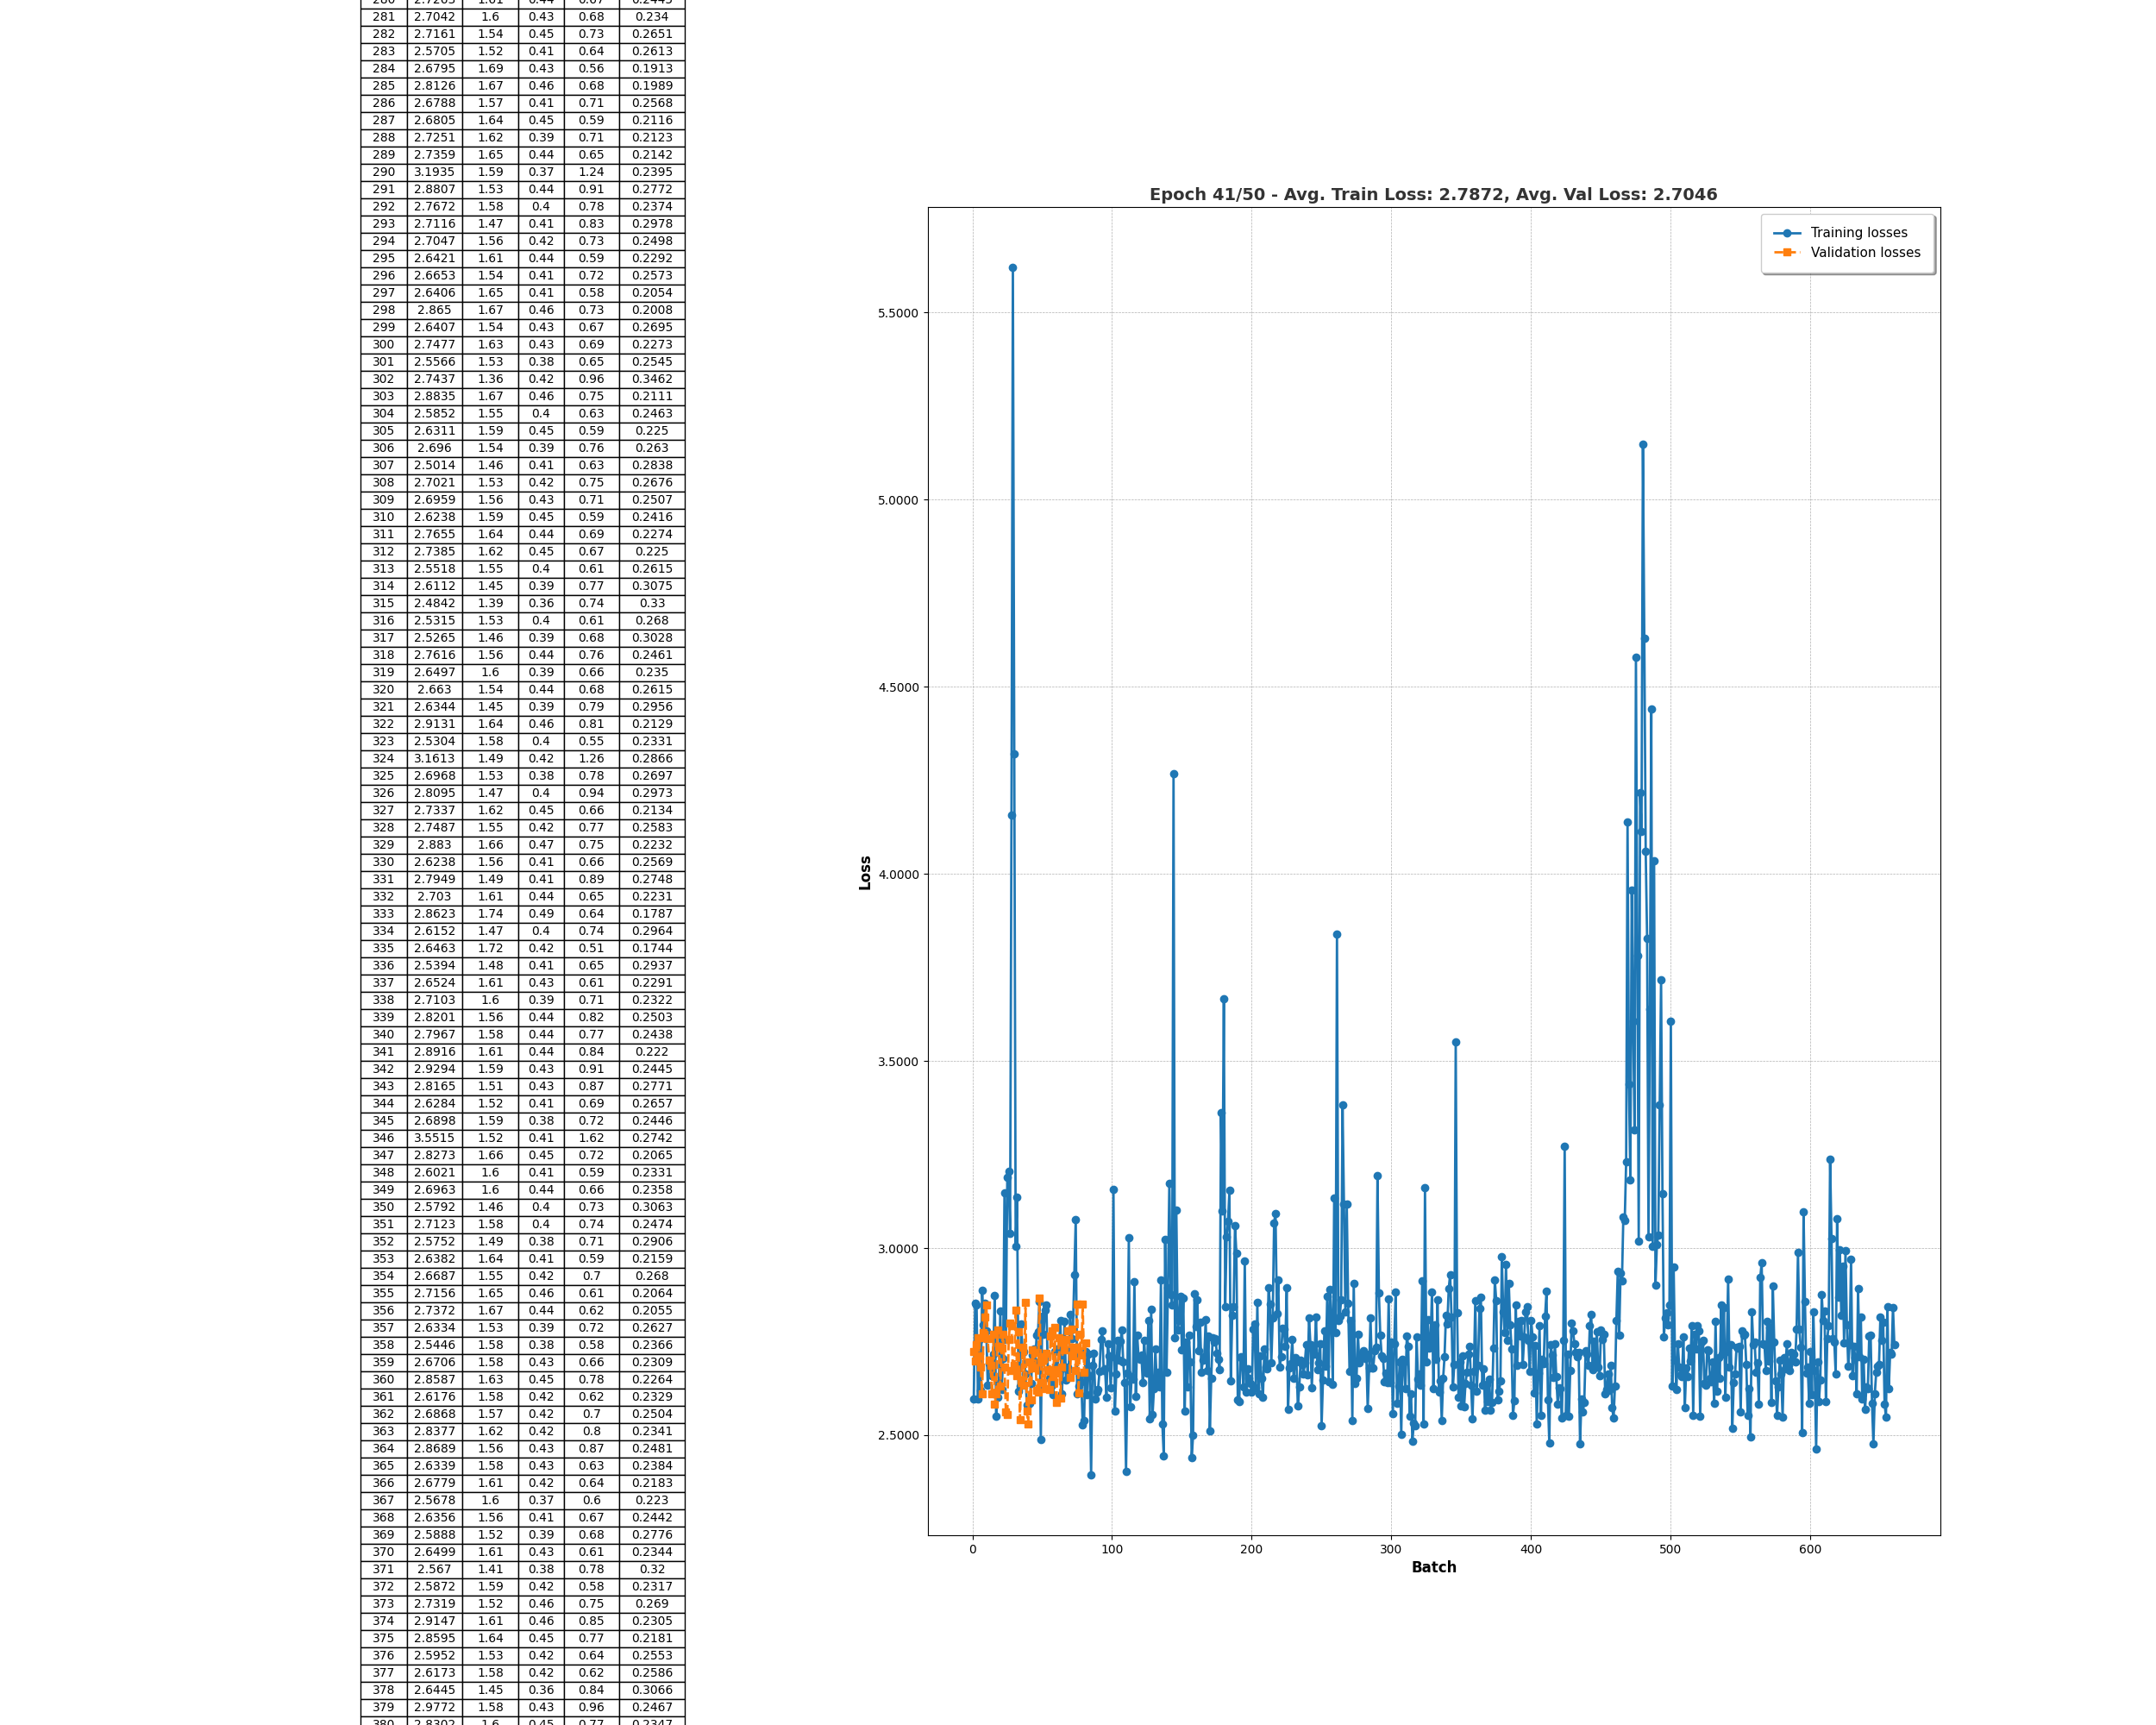 281 2.7042 1.6 0.43 0.68 0.234
282 2.7161 1.54 0.45 0.73 0.2651
283 2.5705 1.52 0.41 0.64 0.2613
284 2.6795 1.69 0.43 0.56 0.1913
285 2.8126 1.67 0.46 0.68 0.1989
286 2.6788 1.57 0.41 0.71 0.2568
287 2.6805 1.64 0.45 0.59 0.2116
288 2.7251 1.62 0.39 0.71 0.2123
289 2.7359 1.65 0.44 0.65 0.2142
290 3.1935 1.59 0.37 1.24 0.2395
291 2.8807 1.53 0.44 0.91 0.2772
292 2.7672 1.58 0.4 0.78 0.2374
293 2.7116 1.47 0.41 0.83 0.2978
294 2.7047 1.56 0.42 0.73 0.2498
295 2.6421 1.61 0.44 0.59 0.2292
296 2.6653 1.54 0.41 0.72 0.2573
297 2.6406 1.65 0.41 0.58 0.2054
298 2.865 1.67 0.46 0.73 0.2008
299 2.6407 1.54 0.43 0.67 0.2695
300 2.7477 1.63 0.43 0.69 0.2273
301 2.5566 1.53 0.38 0.65 0.2545
302 2.7437 1.36 0.42 0.96 0.3462
303 2.8835 1.67 0.46 0.75 0.2111
304 2.5852 1.55 0.4 0.63 0.2463
305 2.6311 1.59 0.45 0.59 0.225
306 2.696 1.54 0.39 0.76 0.263
307 2.5014 1.46 0.41 0.63 0.2838
308 2.7021 1.53 0.42 0.75 0.2676
309 2.6959 1.56 0.43 0.71 0.2507
310 2.6238 1.59 0.45 0.59 0.2416
311 2.7655 1.64 0.44 0.69 0.2274
312 2.7385 1.62 0.45 0.67 0.225
313 2.5518 1.55 0.4 0.61 0.2615
314 2.6112 1.45 0.39 0.77 0.3075
315 2.4842 1.39 0.36 0.74 0.33
316 2.5315 1.53 0.4 0.61 0.268
317 2.5265 1.46 0.39 0.68 0.3028
318 2.7616 1.56 0.44 0.76 0.2461
319 2.6497 1.6 0.39 0.66 0.235
320 2.663 1.54 0.44 0.68 0.2615
321 2.6344 1.45 0.39 0.79 0.2956
322 2.9131 1.64 0.46 0.81 0.2129
323 2.5304 1.58 0.4 0.55 0.2331
324 3.1613 1.49 0.42 1.26 0.2866
325 2.6968 1.53 0.38 0.78 0.2697
326 2.8095 1.47 0.4 0.94 0.2973
327 2.7337 1.62 0.45 0.66 0.2134
328 2.7487 1.55 0.42 0.77 0.2583
329 2.883 1.66 0.47 0.75 0.2232
330 2.6238 1.56 0.41 0.66 0.2569
331 2.7949 1.49 0.41 0.89 0.2748
332 2.703 1.61 0.44 0.65 0.2231
333 2.8623 1.74 0.49 0.64 0.1787
334 2.6152 1.47 0.4 0.74 0.2964
335 2.6463 1.72 0.42 0.51 0.1744
336 2.5394 1.48 0.41 0.65 0.2937
337 2.6524 1.61 0.43 0.61 0.2291
338 2.7103 1.6 0.39 0.71 0.2322
339 2.8201 1.56 0.44 0.82 0.2503
340 2.7967 1.58 0.44 0.77 0.2438
341 2.8916 1.61 0.44 0.84 0.222
342 2.9294 1.59 0.43 0.91 0.2445
343 2.8165 1.51 0.43 0.87 0.2771
344 2.6284 1.52 0.41 0.69 0.2657
345 2.6898 1.59 0.38 0.72 0.2446
346 3.5515 1.52 0.41 1.62 0.2742
347 2.8273 1.66 0.45 0.72 0.2065
348 2.6021 1.6 0.41 0.59 0.2331
349 2.6963 1.6 0.44 0.66 0.2358
350 2.5792 1.46 0.4 0.73 0.3063
351 2.7123 1.58 0.4 0.74 0.2474
352 2.5752 1.49 0.38 0.71 0.2906
353 2.6382 1.64 0.41 0.59 0.2159
354 2.6687 1.55 0.42 0.7 0.268
355 2.7156 1.65 0.46 0.61 0.2064
356 2.7372 1.67 0.44 0.62 0.2055
357 2.6334 1.53 0.39 0.72 0.2627
358 2.5446 1.58 0.38 0.58 0.2366
359 2.6706 1.58 0.43 0.66 0.2309
360 2.8587 1.63 0.45 0.78 0.2264
361 2.6176 1.58 0.42 0.62 0.2329
362 2.6868 1.57 0.42 0.7 0.2504
363 2.8377 1.62 0.42 0.8 0.2341
364 2.8689 1.56 0.43 0.87 0.2481
365 2.6339 1.58 0.43 0.63 0.2384
366 2.6779 1.61 0.42 0.64 0.2183
367 2.5678 1.6 0.37 0.6 0.223
368 2.6356 1.56 0.41 0.67 0.2442
369 2.5888 1.52 0.39 0.68 0.2776
370 2.6499 1.61 0.43 0.61 0.2344
371 2.567 1.41 0.38 0.78 0.32
372 2.5872 1.59 0.42 0.58 0.2317
373 2.7319 1.52 0.46 0.75 0.269
374 2.9147 1.61 0.46 0.85 0.2305
375 2.8595 1.64 0.45 0.77 0.2181
376 2.5952 1.53 0.42 0.64 0.2553
377 2.6173 1.58 0.42 0.62 0.2586
378 2.6445 1.45 0.36 0.84 0.3066
379 2.9772 1.58 0.43 0.96 0.2467
380 2.8302 1.6 0.45 0.77 0.2347
Epoch 41/50 - Avg. Train Loss: 2.7872, Avg. Val Loss: 2.7046
Training losses
Validation losses
5.5000
5.0000
4.5000
4.0000
3.5000
3.0000
2.5000
Loss
0 100 200 300 400 500 600
Batch